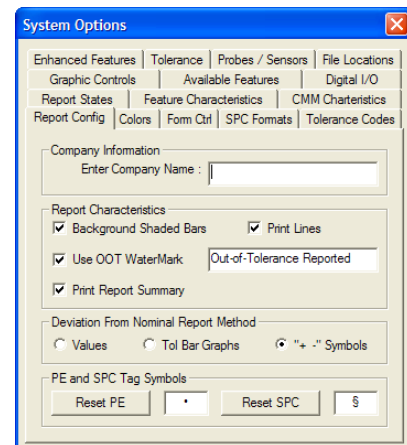 System Options
Enhanced Features Tolerance Probes / Sensors File Locations
Graphic Controls Available Features Digital I/O
Report States Feature Characteristics CMM Charteristics
Report Config Colors Form Ctrl SPC Formats Tolerance Codes
Company Information
Enter Company Name :
Report Characteristics
Background Shaded Bars Print Lines
Use OOT WaterMark Out-of-Tolerance Reported
Print Report Summary
Deviation From Nominal Report Method
Values Tol Bar Graphs "+ -" Symbols
PE and SPC Tag Symbols
Reset PE • Reset SPC §